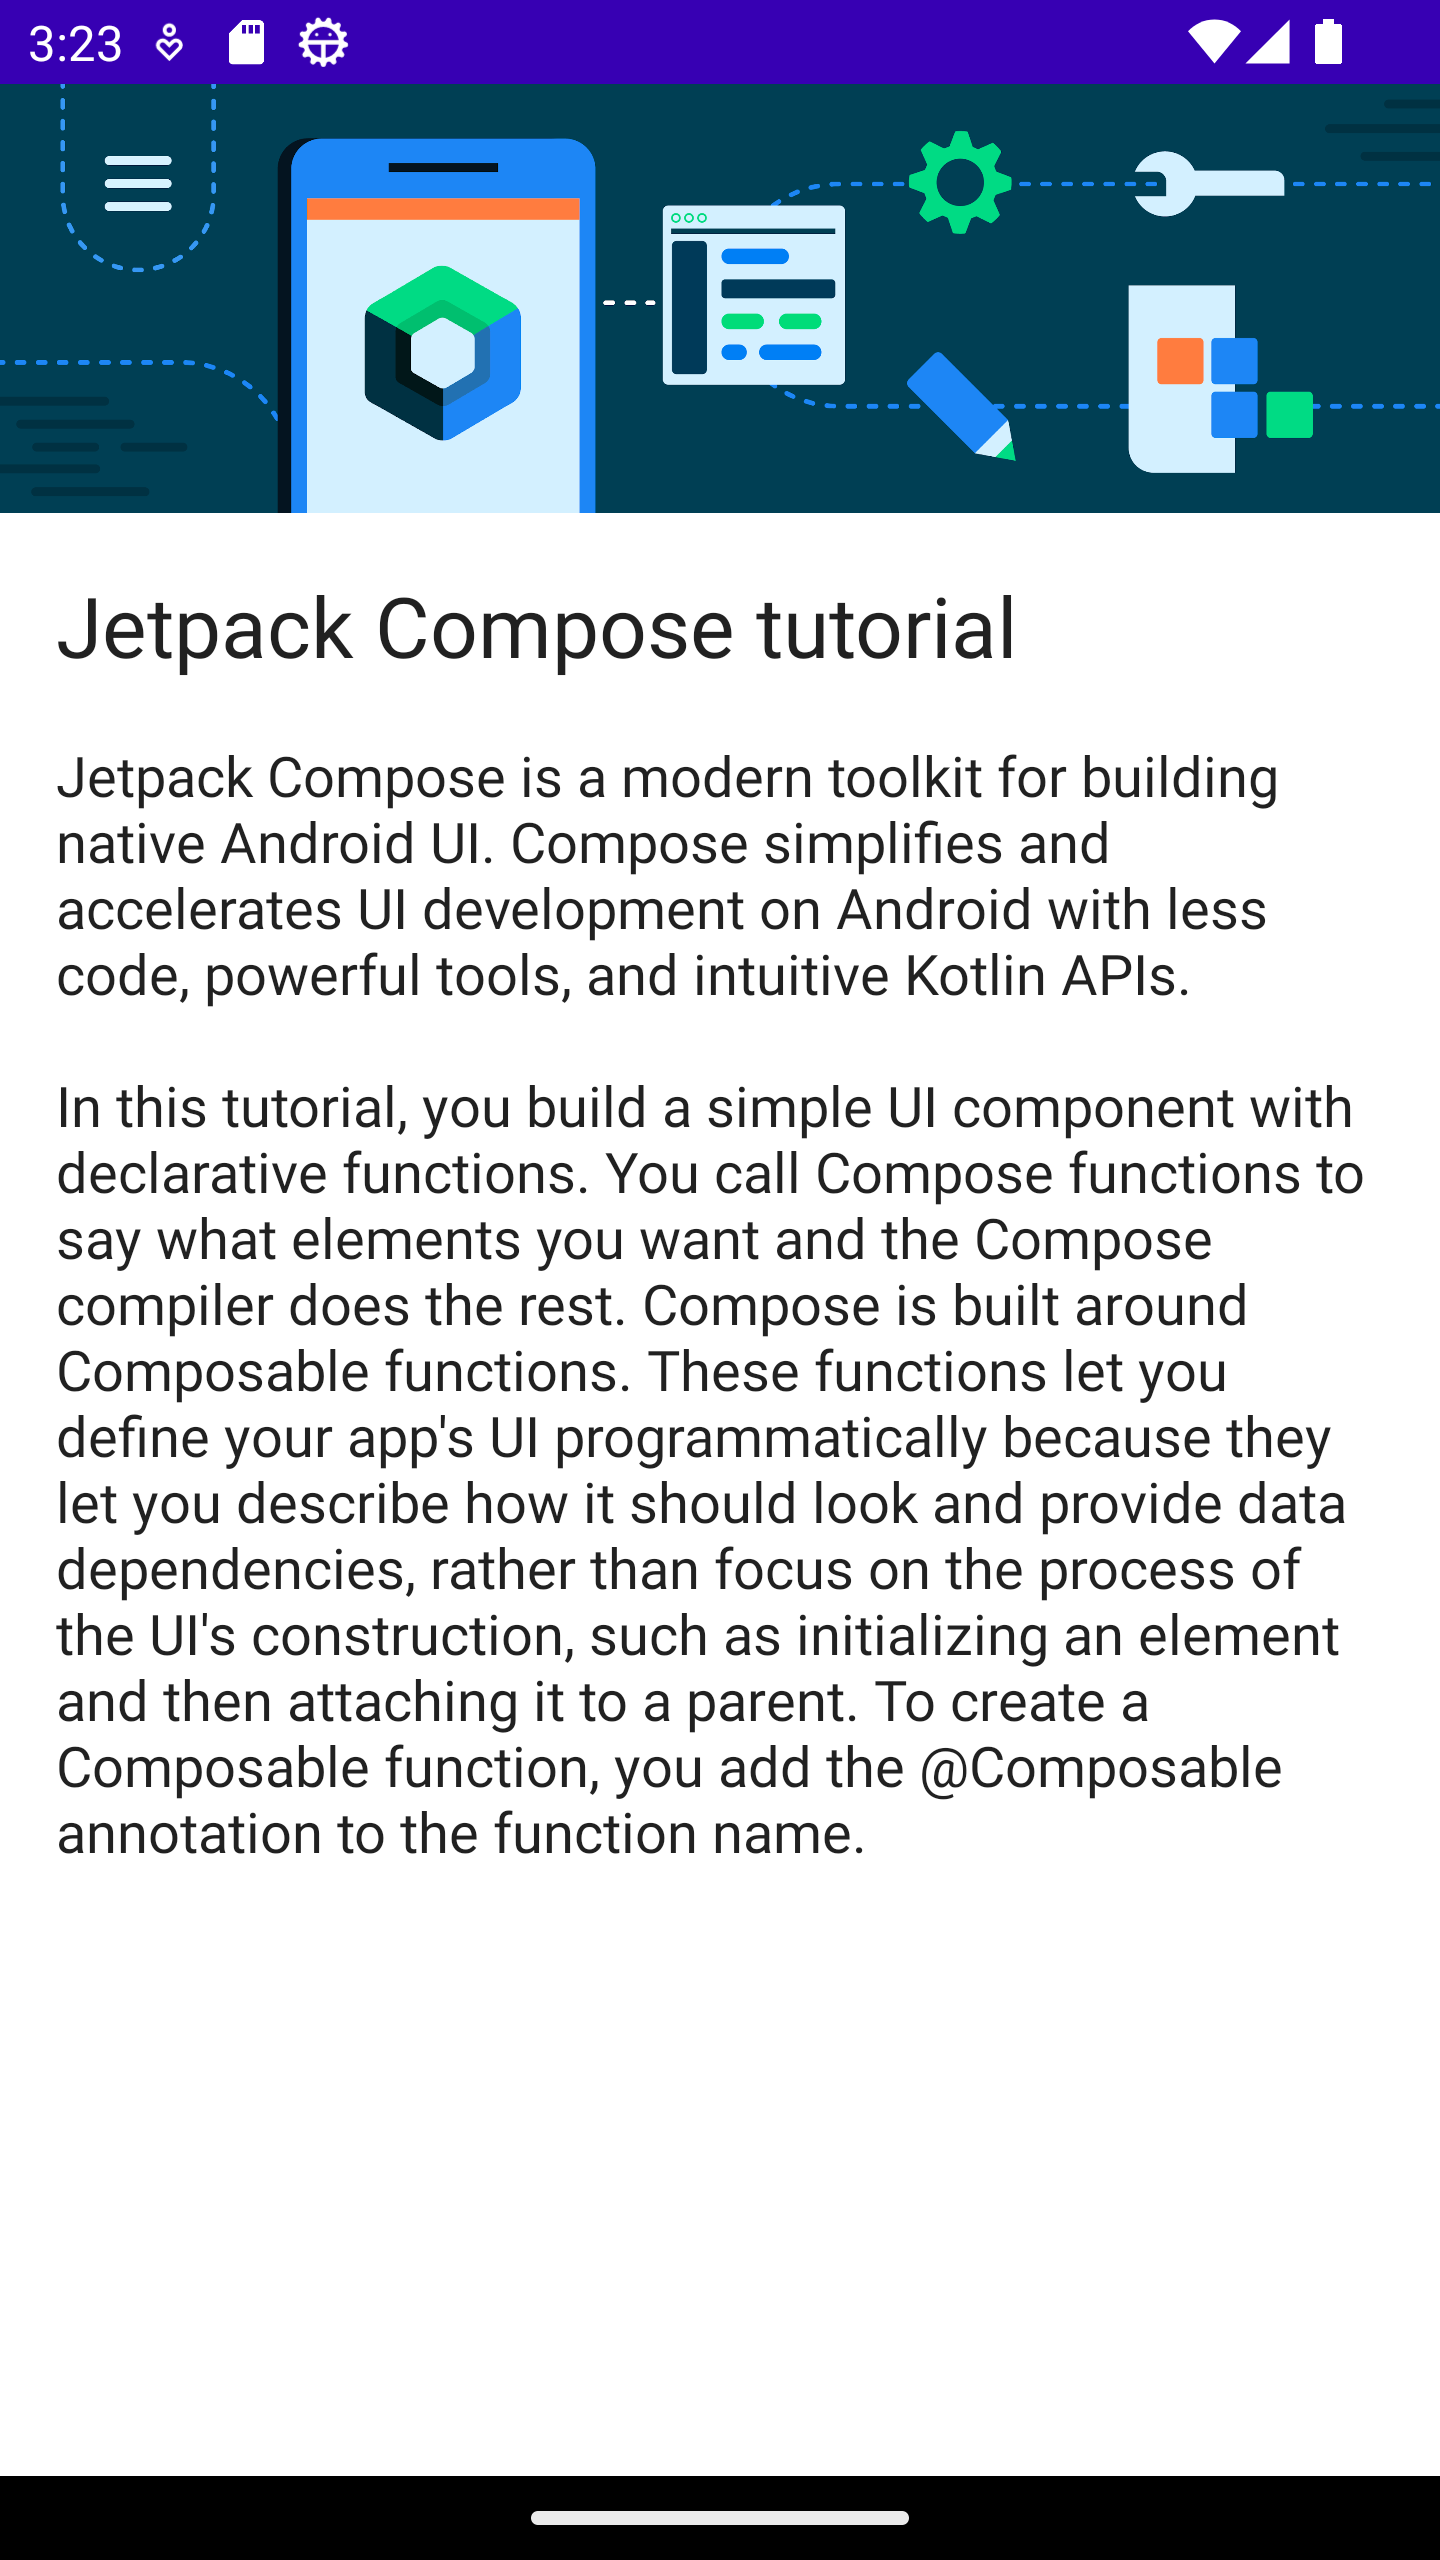 3:23
Jetpack Compose tutorial
Jetpack Compose is a modern toolkit for building
native Android UI. Compose simplifies and
accelerates UI development on Android with less
code, powerful tools, and intuitive Kotlin APIs.
In this tutorial, you build a simple UI component with
declarative functions. You call Compose functions to
say what elements you want and the Compose
compiler does the rest. Compose is built around
Composable functions. These functions let you
define your app's UI programmatically because they
let you describe how it should look and provide data
dependencies, rather than focus on the process of
the UI's construction, such as initializing an element
and then attaching it to a parent. To create a
Composable function, you add the @Composable
annotation to the function name.